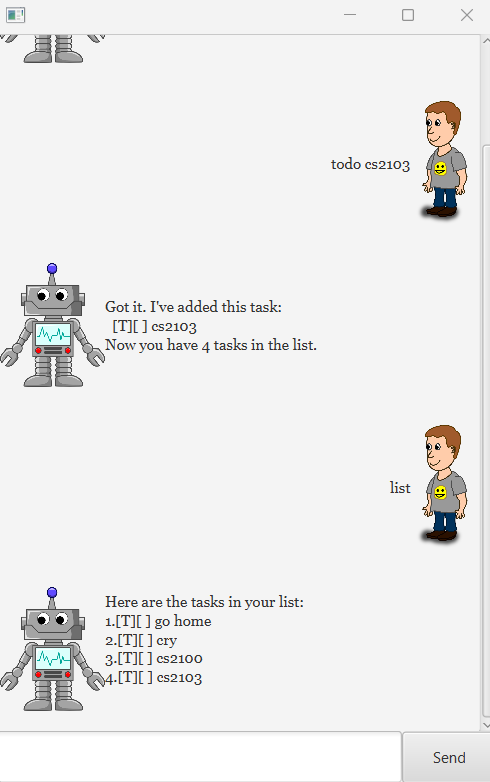 todo cs2103
Got it. I've added this task:
[T][ ] cs2103
Now you have 4 tasks in the list.
list
Here are the tasks in your list:
1.[T][ ] go home
2.[T][ ] cry
3.[T][ ] cs2100
4.[T][ ] cs2103
Send